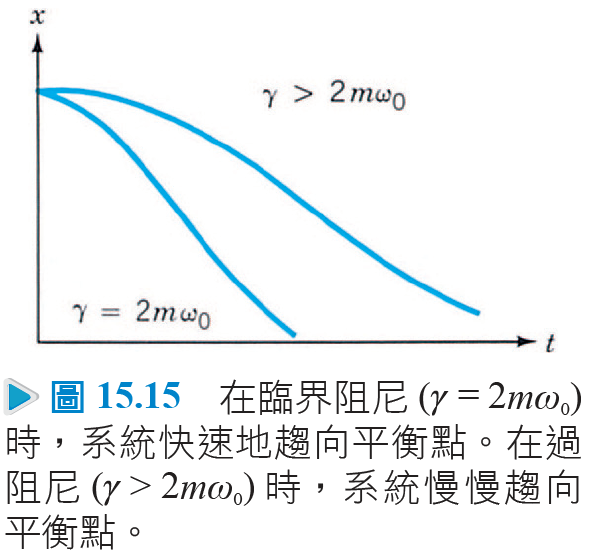 x
γ > 2mω₀
γ = 2mω₀
t
圖 15.15 在臨界阻尼 (γ = 2mω₀)
時，系統快速地趨向平衡點。在過
阻尼 (γ > 2mω₀) 時，系統慢慢趨向
平衡點。